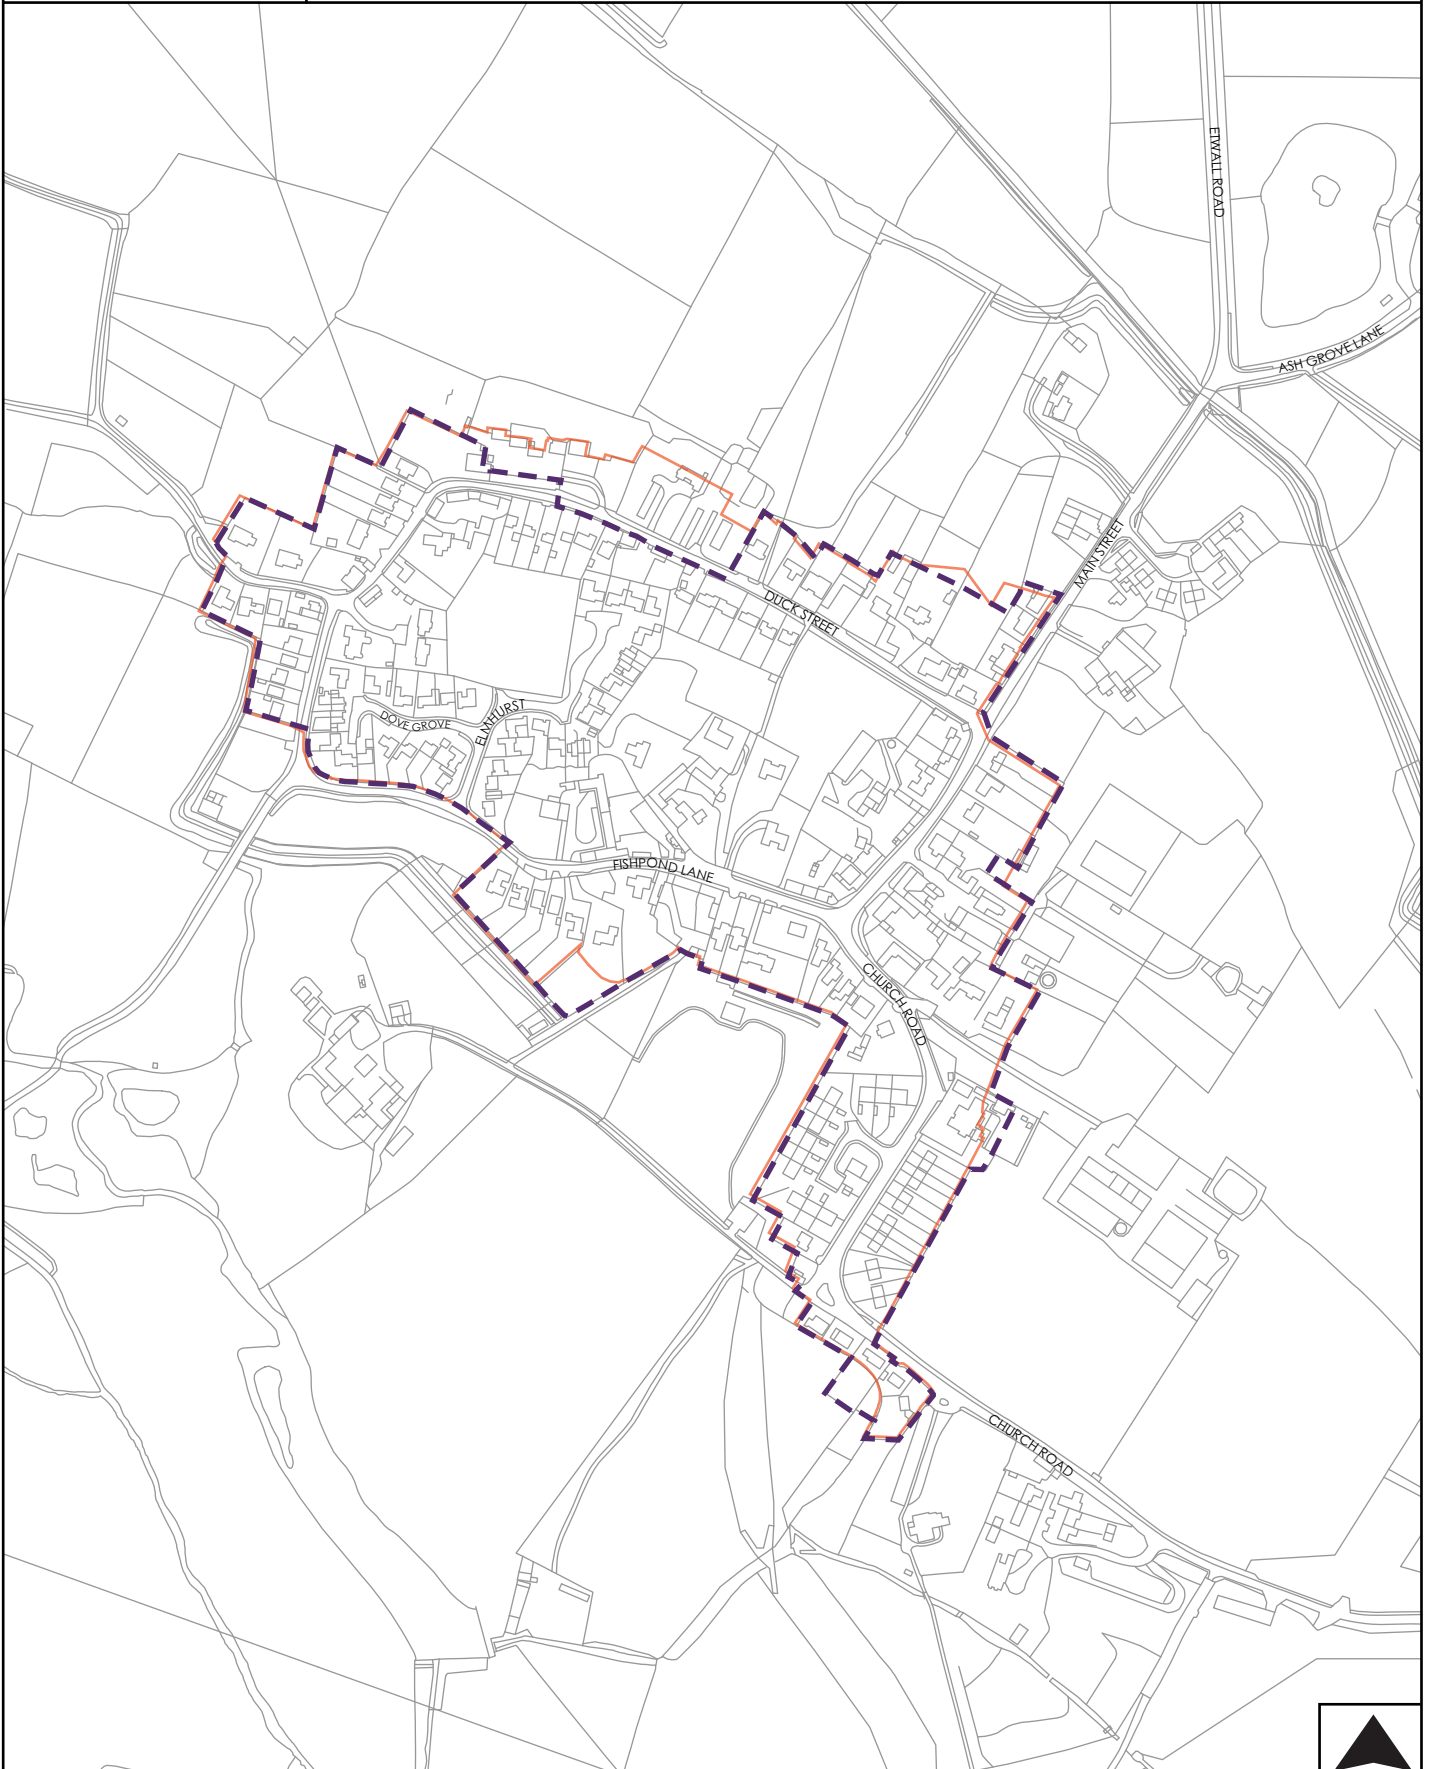 ETWALL ROAD
ASH GROVE LANE
MAIN STREET
DUCK STREET
ELMHURST
DOVE GROVE
FISHPOND LANE
CHURCH ROAD
CHURCH ROAD